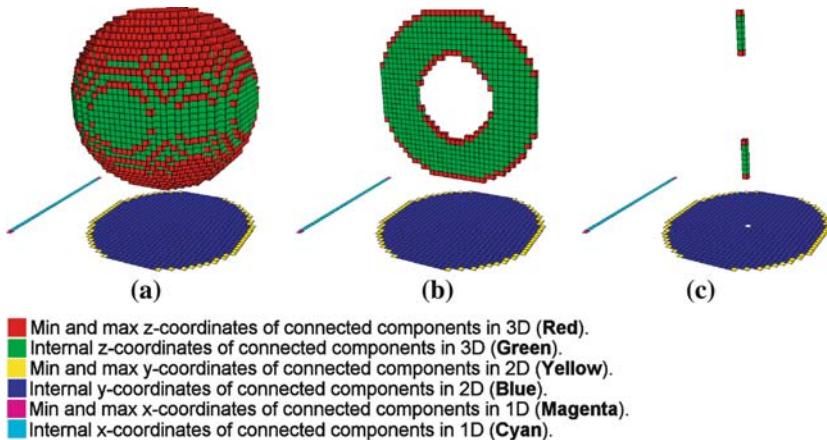 (a) (b) (c)
Min and max z-coordinates of connected components in 3D (Red).
Internal z-coordinates of connected components in 3D (Green).
Min and max y-coordinates of connected components in 2D (Yellow).
Internal y-coordinates of connected components in 2D (Blue).
Min and max x-coordinates of connected components in 1D (Magenta).
Internal x-coordinates of connected components in 1D (Cyan).